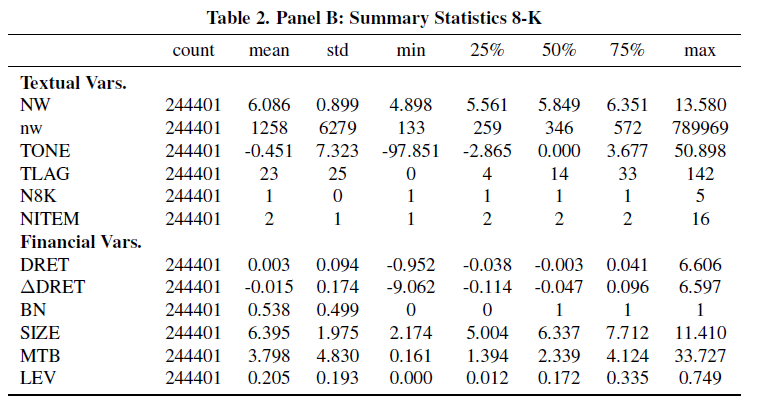 Table 2. Panel B: Summary Statistics 8-K
count mean std min 25% 50% 75% max
Textual Vars.
NW 244401 6.086 0.899 4.898 5.561 5.849 6.351 13.580
nw 244401 1258 6279 133 259 346 572 789969
TONE 244401 -0.451 7.323 -97.851 -2.865 0.000 3.677 50.898
TLAG 244401 23 25 0 4 14 33 142
N8K 244401 1 0 1 1 1 1 5
NITEM 244401 2 1 1 2 2 2 16
Financial Vars.
DRET 244401 0.003 0.094 -0.952 -0.038 -0.003 0.041 6.606
ΔDRET 244401 -0.015 0.174 -9.062 -0.114 -0.047 0.096 6.597
BN 244401 0.538 0.499 0 0 1 1 1
SIZE 244401 6.395 1.975 2.174 5.004 6.337 7.712 11.410
MTB 244401 3.798 4.830 0.161 1.394 2.339 4.124 33.727
LEV 244401 0.205 0.193 0.000 0.012 0.172 0.335 0.749